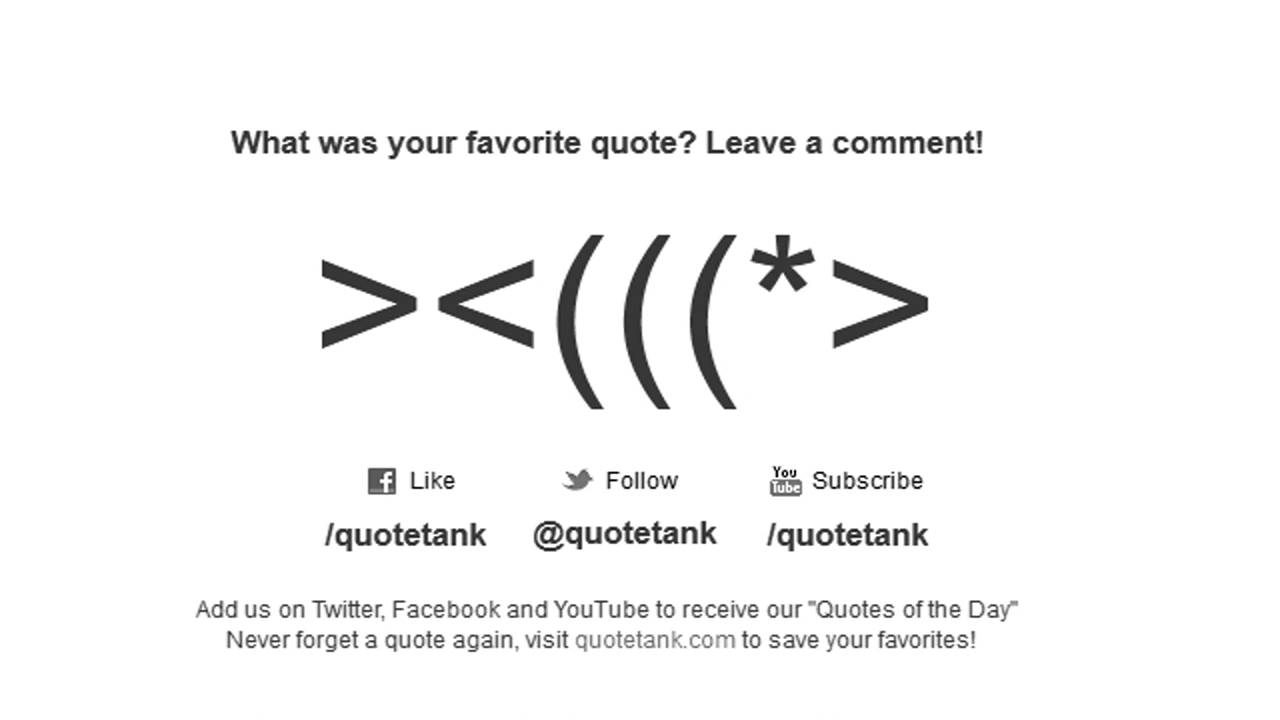 What was your favorite quote? Leave a comment!
><(((*>
f Like Follow You Tube Subscribe
/quotetank @quotetank /quotetank
Add us on Twitter, Facebook and YouTube to receive our "Quotes of the Day"
Never forget a quote again, visit quotetank.com to save your favorites!